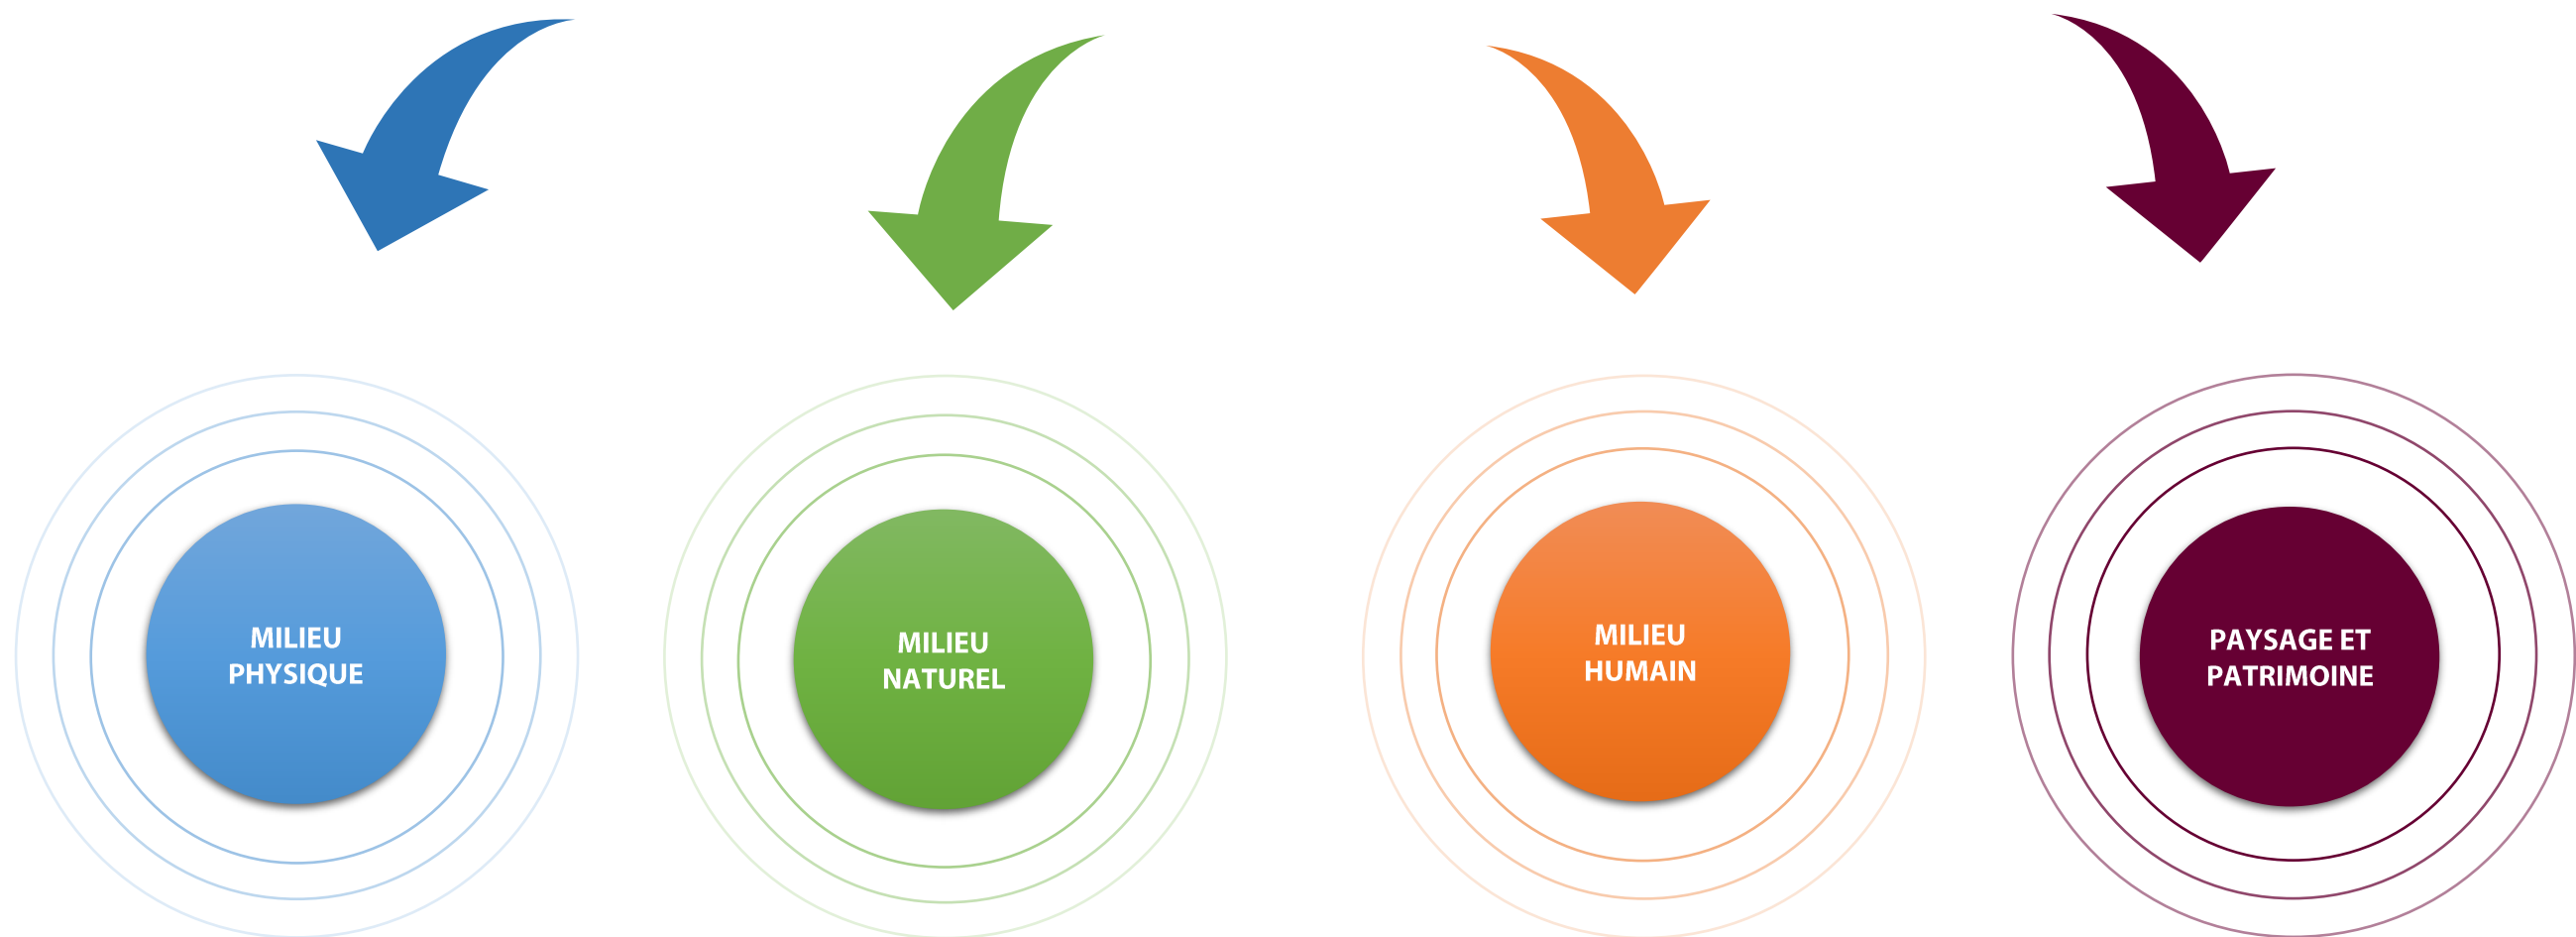 MILIEU
PHYSIQUE
MILIEU
NATUREL
MILIEU
HUMAIN
PAYSAGE ET
PATRIMOINE